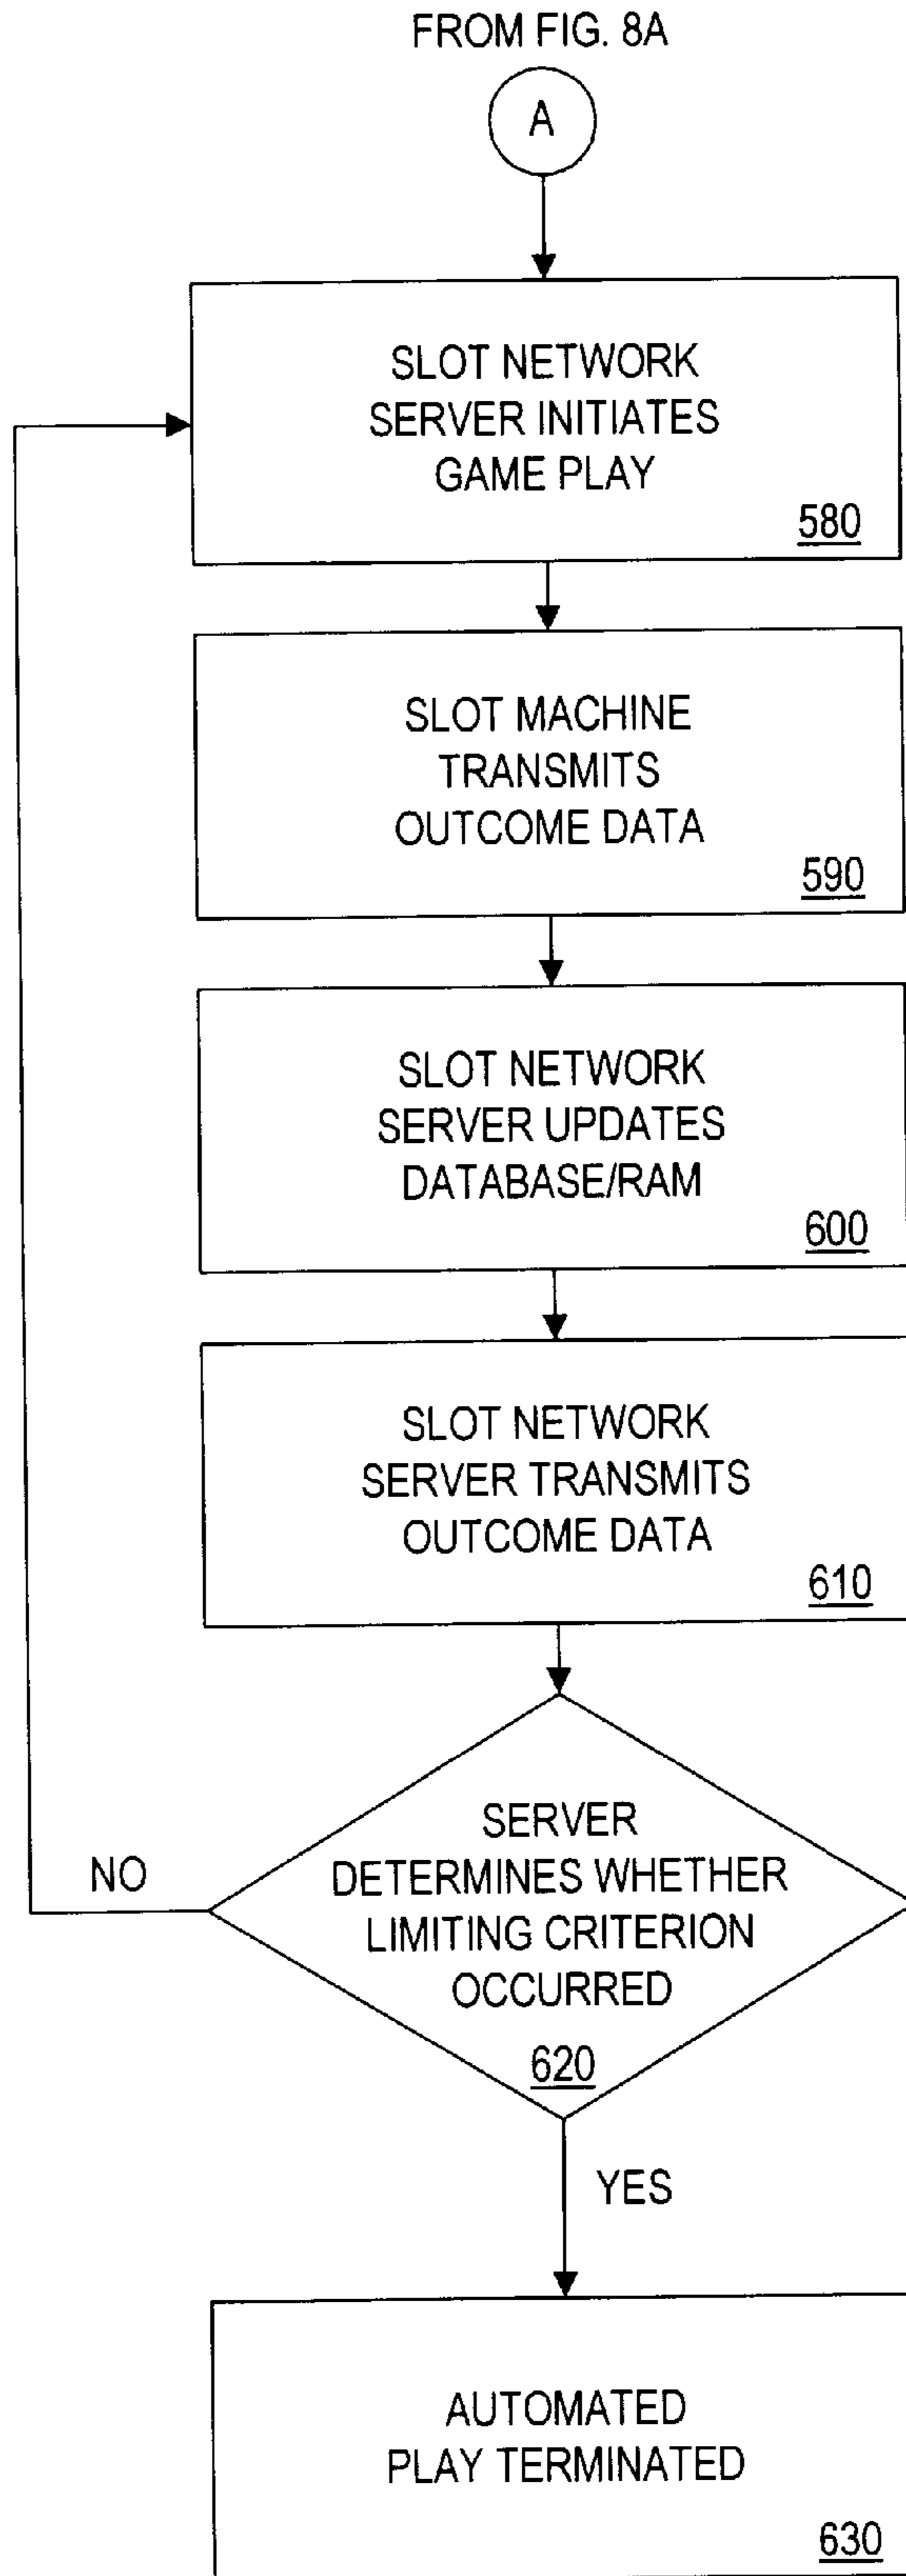 FROM FIG. 8A
A
SLOT NETWORK
SERVER INITIATES
GAME PLAY
580
SLOT MACHINE
TRANSMITS
OUTCOME DATA
590
SLOT NETWORK
SERVER UPDATES
DATABASE/RAM
600
SLOT NETWORK
SERVER TRANSMITS
OUTCOME DATA
610
SERVER
DETERMINES WHETHER
LIMITING CRITERION
OCCURRED
620
NO
YES
AUTOMATED
PLAY TERMINATED
630